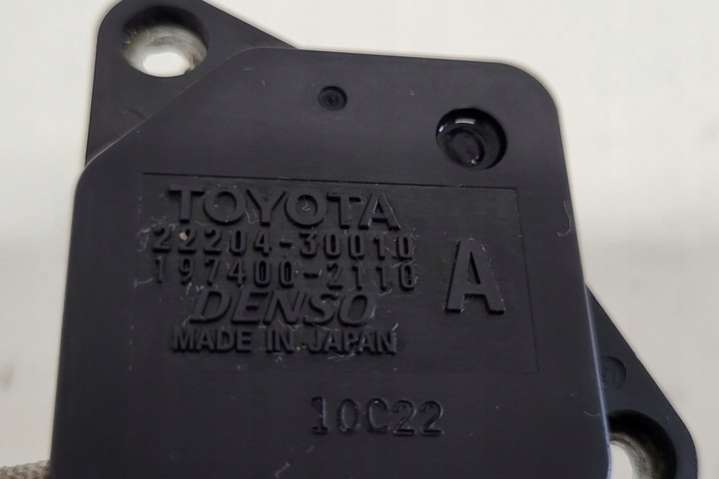 TOYOTA
22204-30010
197400-2110
A
DENSO
MADE IN JAPAN
10C22